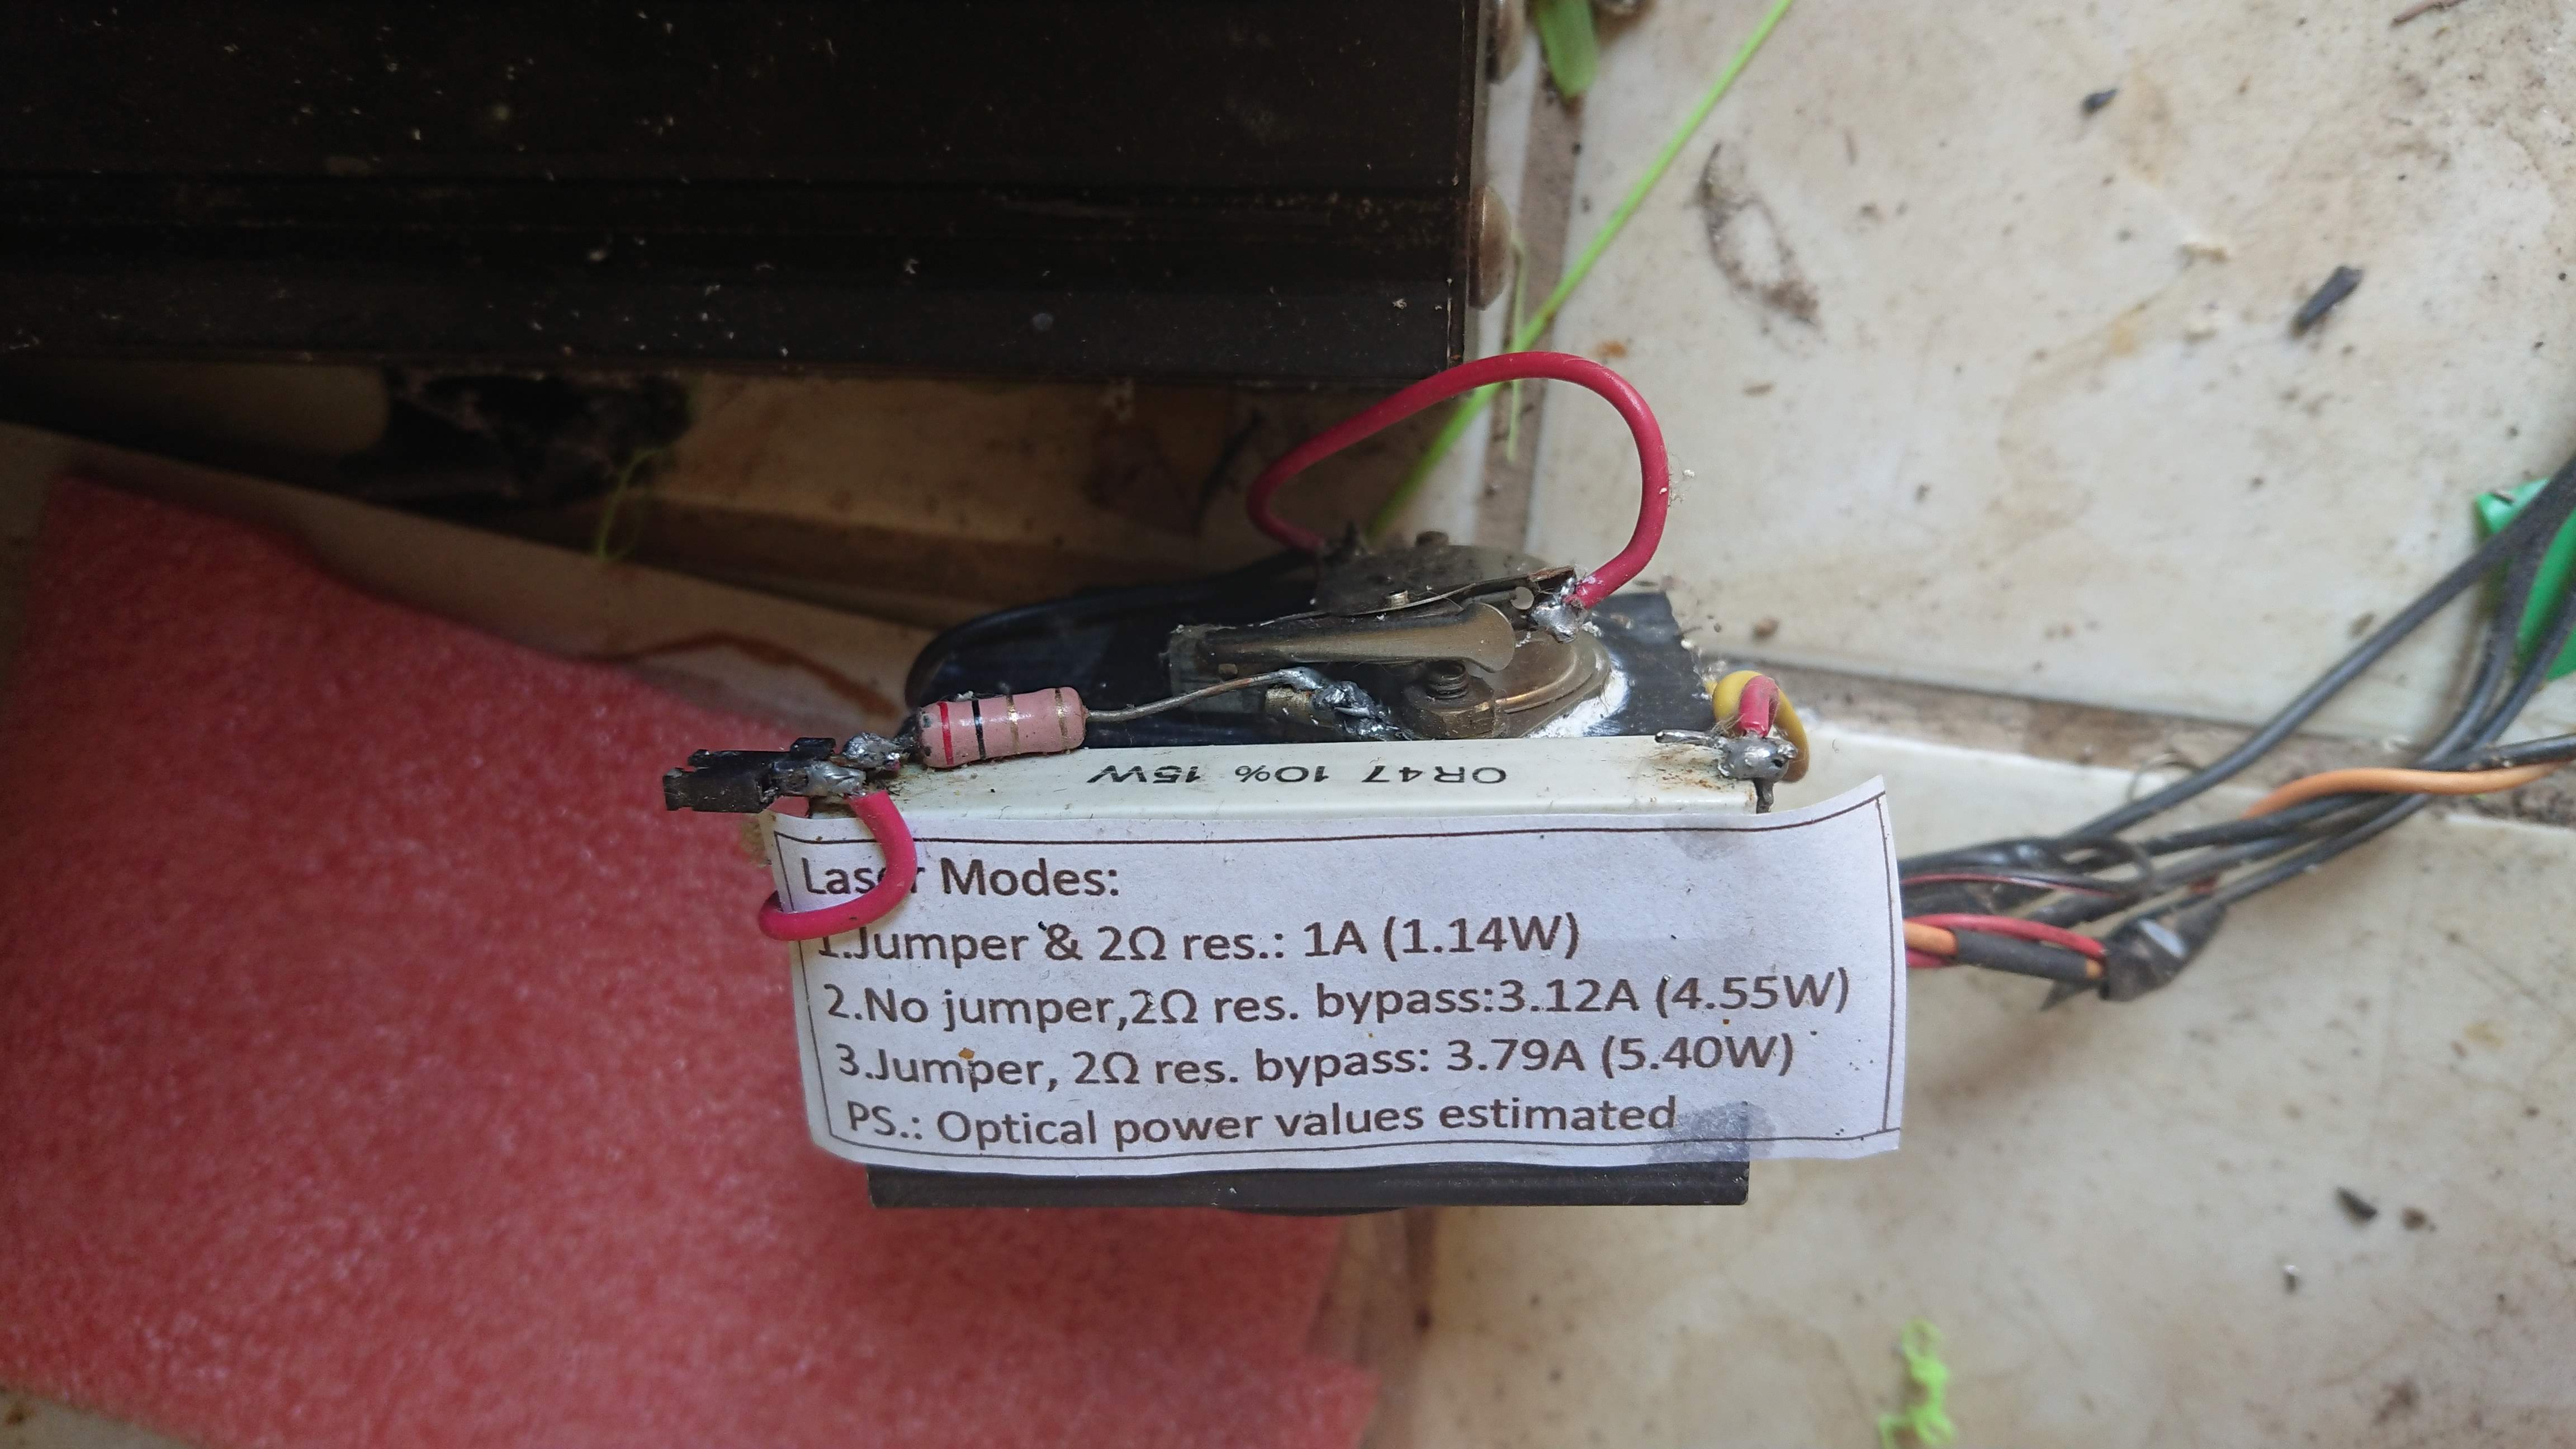 0R47 10% 15W
Laser Modes:
1.Jumper & 2Ω res.: 1A (1.14W)
2.No jumper,2Ω res. bypass:3.12A (4.55W)
3.Jumper, 2Ω res. bypass: 3.79A (5.40W)
PS.: Optical power values estimated